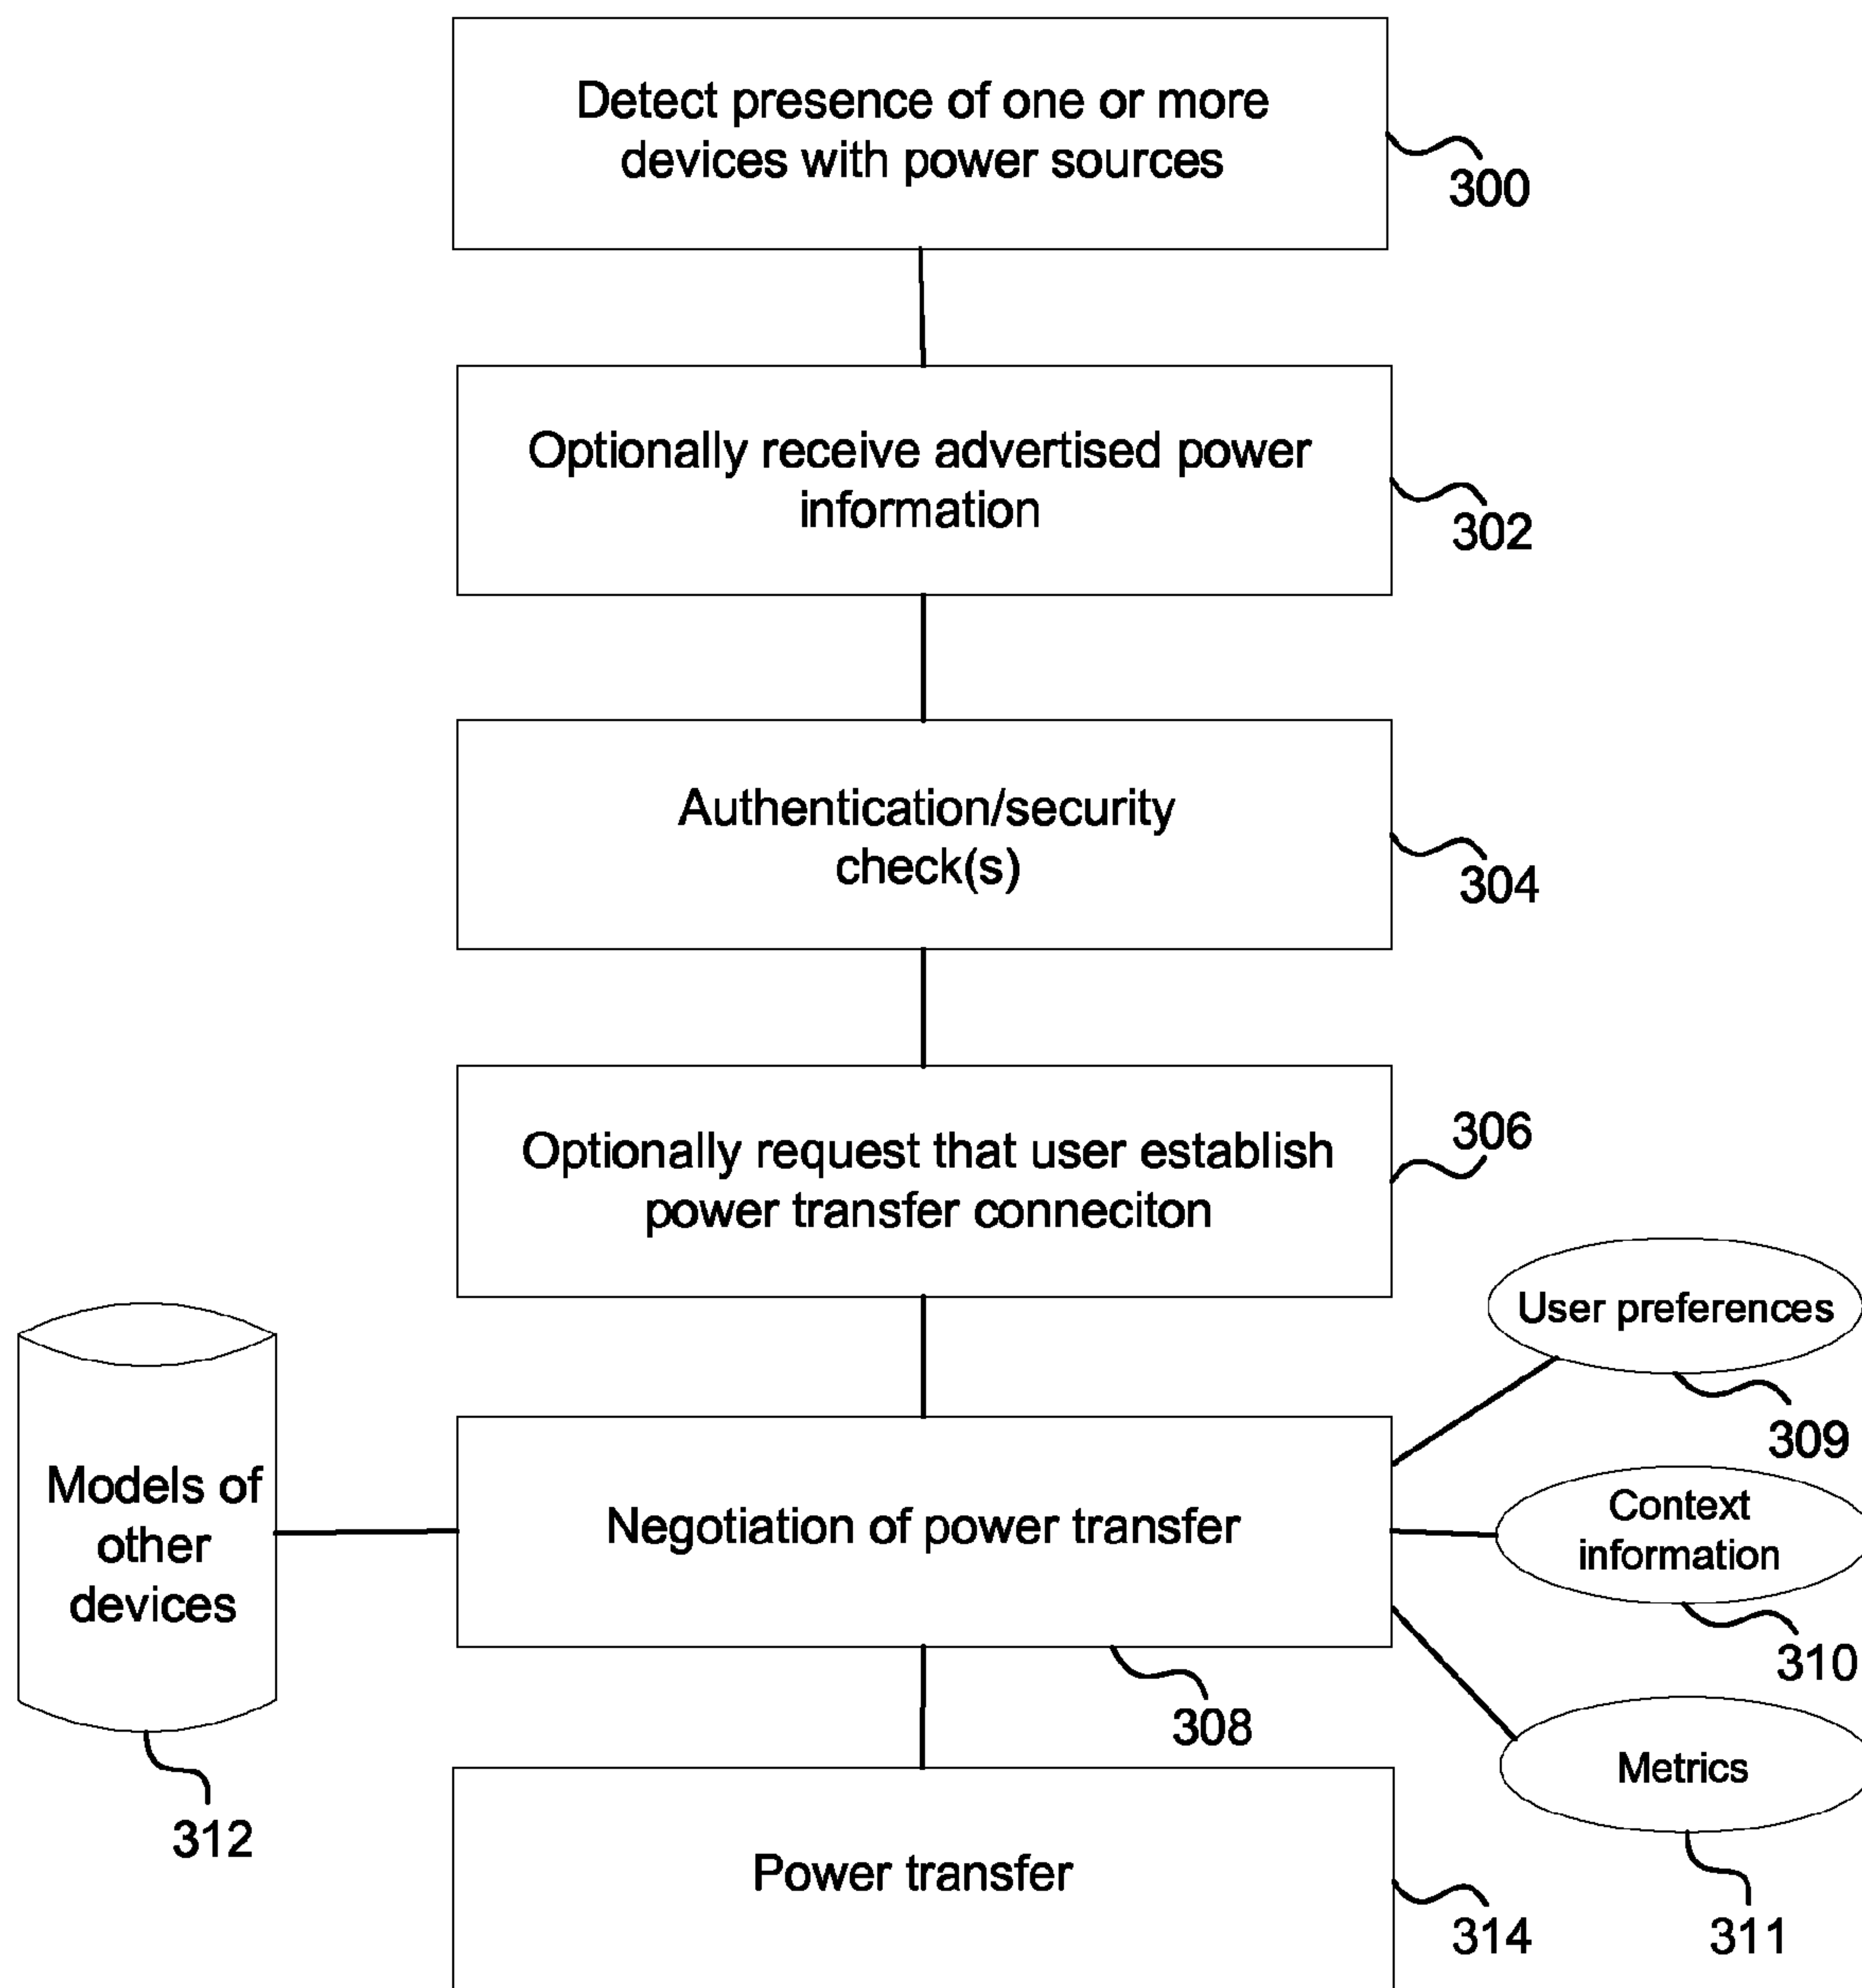 Detect presence of one or more
devices with power sources
300
Optionally receive advertised power
information
302
Authentication/security
check(s)
304
Optionally request that user establish
power transfer conneciton
306
User preferences
309
Models of
other
devices
312
Negotiation of power transfer
308
Context
information
310
Metrics
311
Power transfer
314